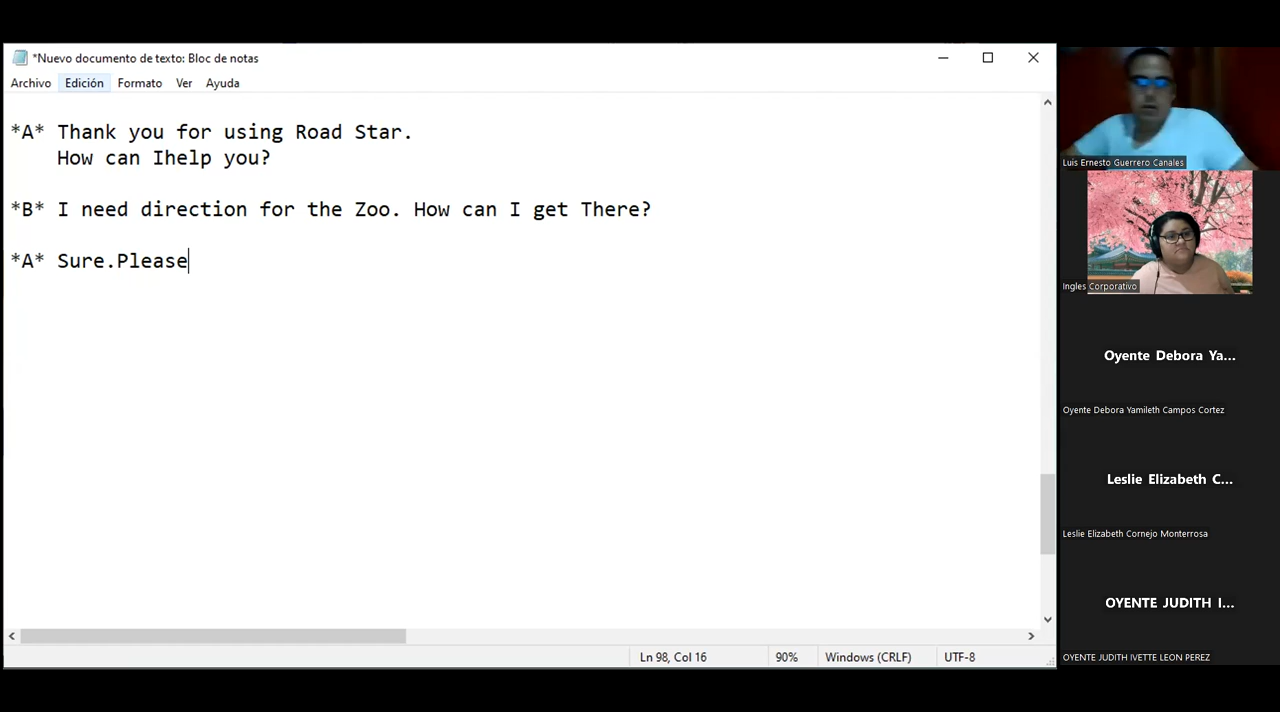 *Nuevo documento de texto: Bloc de notas
Archivo Edición Formato Ver Ayuda
*A* Thank you for using Road Star.
How can Ihelp you?
*B* I need direction for the Zoo. How can I get There?
*A* Sure.Please
Ln 98, Col 16 90% Windows (CRLF) UTF-8
Luis Ernesto Guerrero Canales
Ingles Corporativo
Oyente Debora Ya...
Oyente Debora Yamileth Campos Cortez
Leslie Elizabeth C...
Leslie Elizabeth Cornejo Monterrosa
OYENTE JUDITH I...
OYENTE JUDITH IVETTE LEON PEREZ